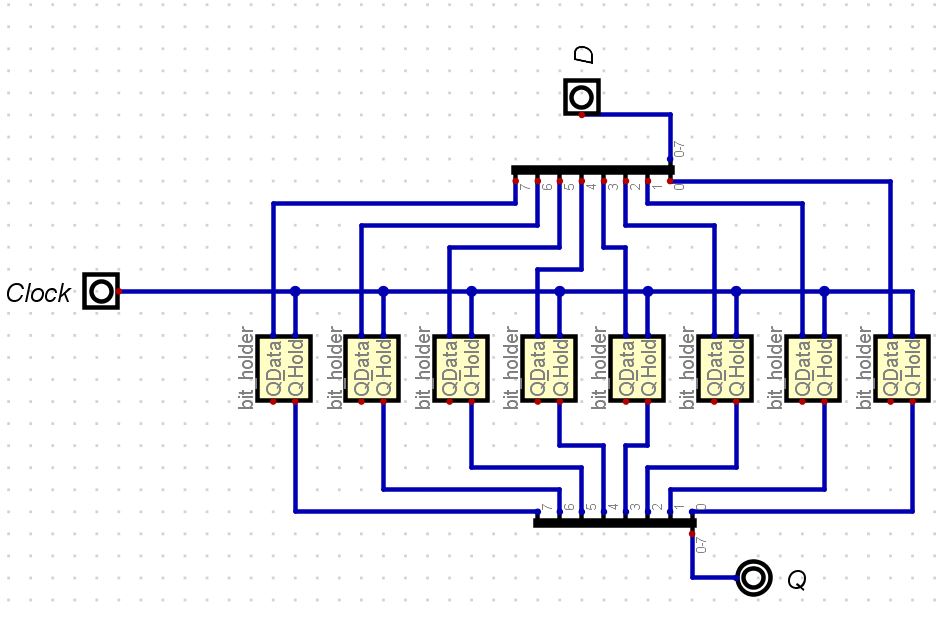 D
0-7
7 6 5 4 3 2 1 0
Clock
bit_holder Data Hold Q Q
bit_holder Data Hold Q Q
bit_holder Data Hold Q Q
bit_holder Data Hold Q Q
bit_holder Data Hold Q Q
bit_holder Data Hold Q Q
bit_holder Data Hold Q Q
bit_holder Data Hold Q Q
7 6 5 4 3 2 1 0
0-7
Q